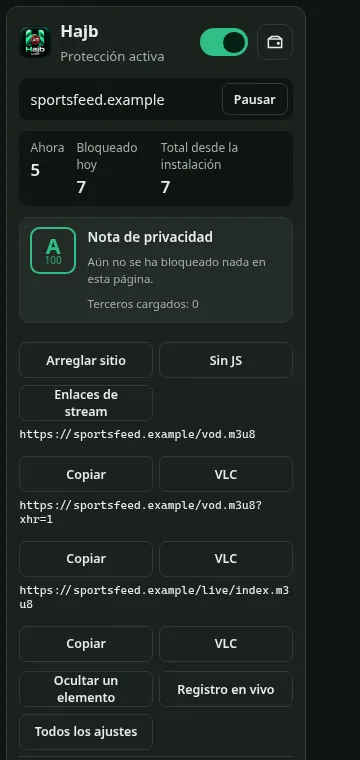 Hajb
Protección activa
sportsfeed.example
Pausar
Ahora
5
Bloqueado
hoy
7
Total desde la
instalación
7
A
100
Nota de privacidad
Aún no se ha bloqueado nada en
esta página.
Terceros cargados: 0
Arreglar sitio
Sin JS
Enlaces de
stream
https://sportsfeed.example/vod.m3u8
Copiar
VLC
https://sportsfeed.example/vod.m3u8?
xhr=1
Copiar
VLC
https://sportsfeed.example/live/index.m3
u8
Copiar
VLC
Ocultar un
elemento
Registro en vivo
Todos los ajustes